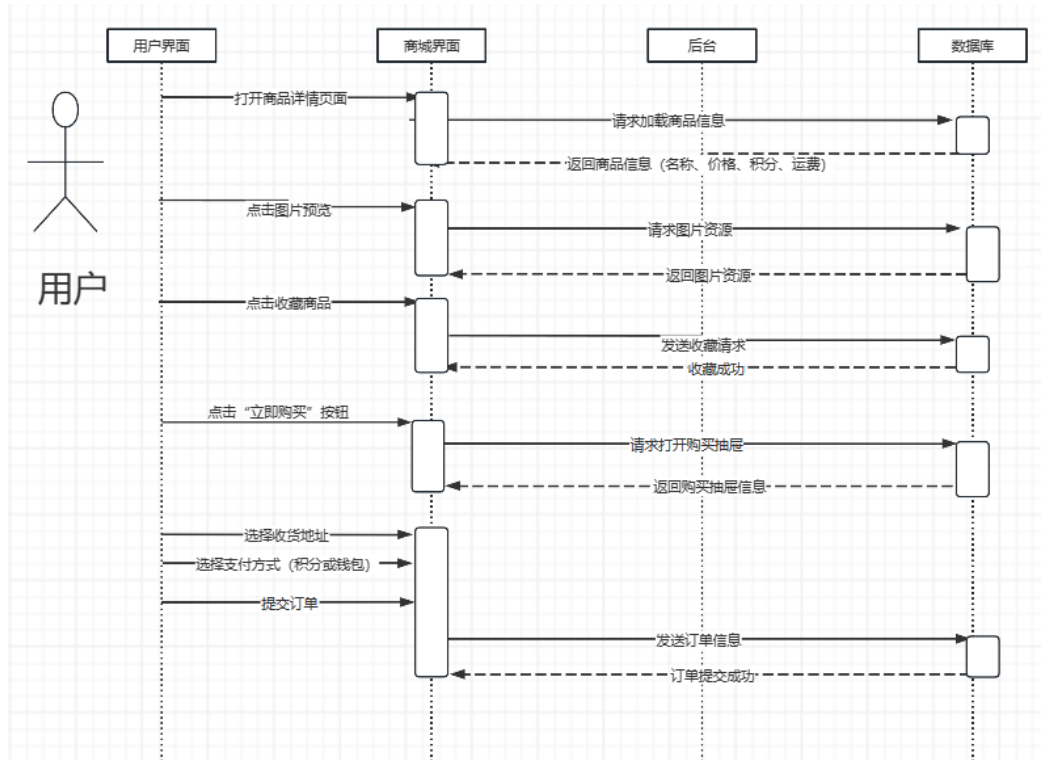 用户界面
商城界面
后台
数据库
打开商品详情页面
请求加载商品信息
返回商品信息（名称、价格、积分、运费）
点击图片预览
请求图片资源
返回图片资源
用户
点击收藏商品
发送收藏请求
收藏成功
点击“立即购买”按钮
请求打开购买抽屉
返回购买抽屉信息
选择收货地址
选择支付方式（积分或钱包）
提交订单
发送订单信息
订单提交成功